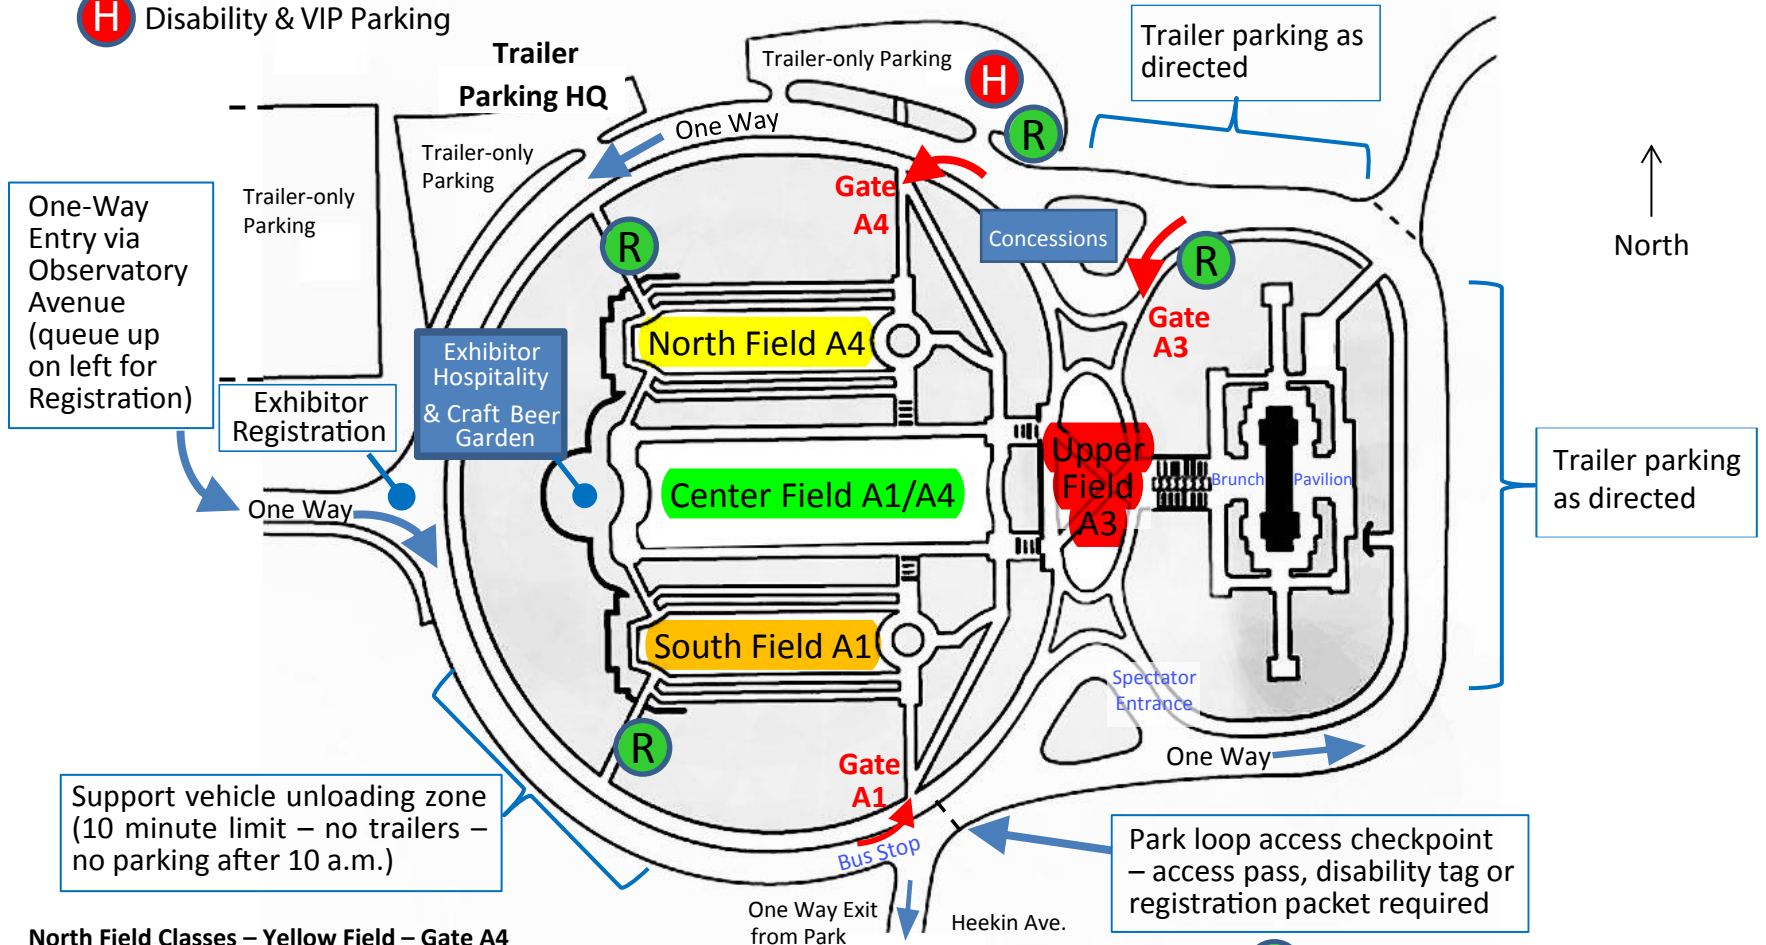 H Disability & VIP Parking
Trailer
Parking HQ
Trailer-only Parking
H
R
Trailer parking as
directed
One Way
Trailer-only
Parking
Trailer-only
Parking
One-Way
Entry via
Observatory
Avenue
(queue up
on left for
Registration)
Gate
A4
R
Concessions
R
Gate
A3
North
North Field A4
Exhibitor
Hospitality
& Craft Beer
Garden
Exhibitor
Registration
One Way
Center Field A1/A4
Upper
Field
A3
Brunch Pavilion
Trailer parking
as directed
South Field A1
Spectator
Entrance
R
Gate
A1
One Way
Bus Stop
Support vehicle unloading zone
(10 minute limit – no trailers –
no parking after 10 a.m.)
Park loop access checkpoint
– access pass, disability tag or
registration packet required
One Way Exit
from Park
Heekin Ave.
North Field Classes – Yellow Field – Gate A4